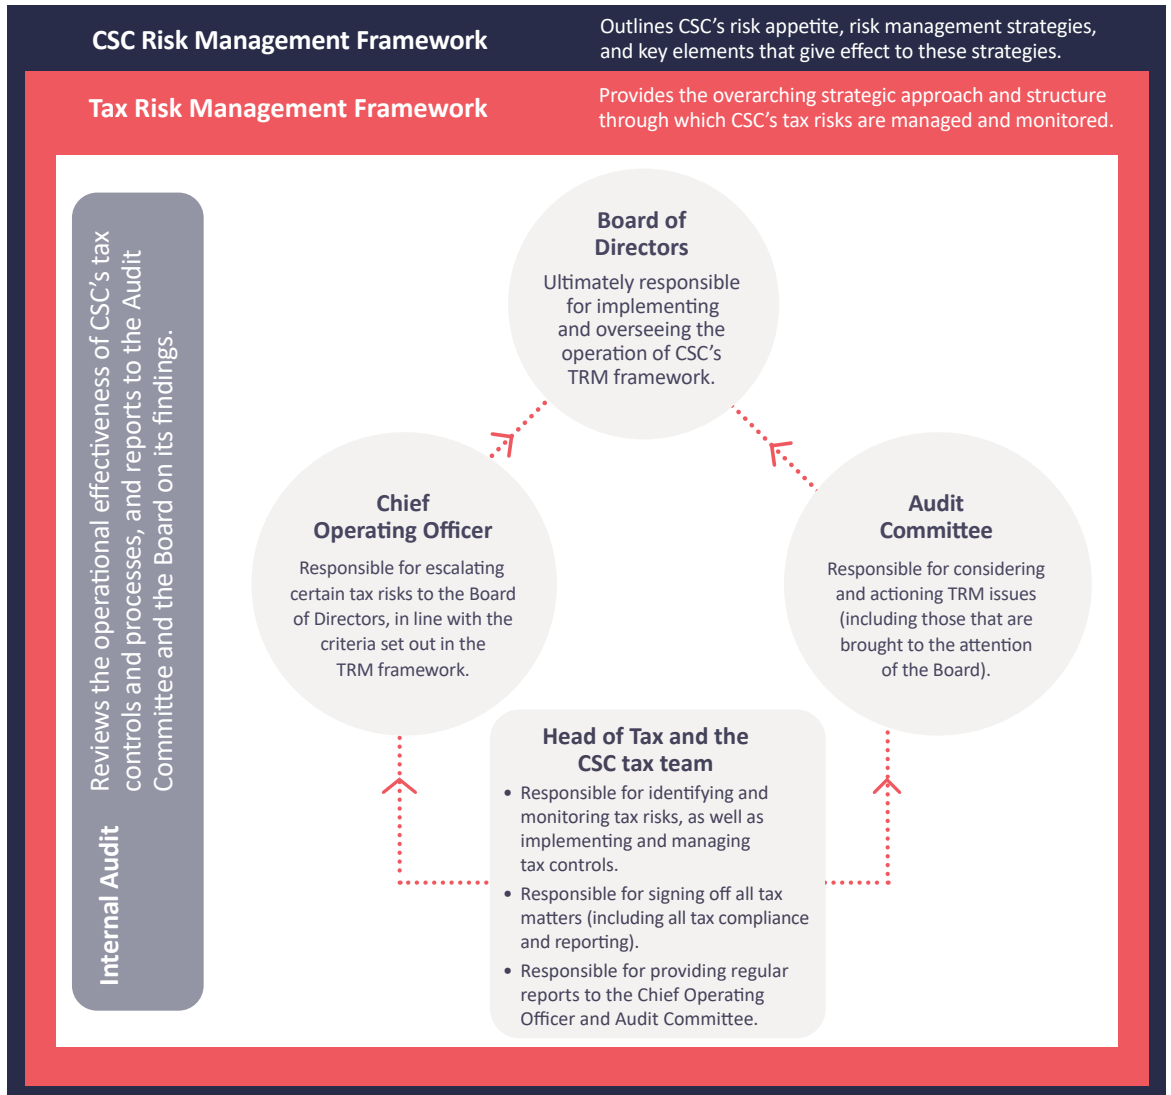 CSC Risk Management Framework
Outlines CSC’s risk appetite, risk management strategies,
and key elements that give effect to these strategies.
Tax Risk Management Framework
Provides the overarching strategic approach and structure
through which CSC’s tax risks are managed and monitored.
Internal Audit
Reviews the operational effectiveness of CSC’s tax
controls and processes, and reports to the Audit
Committee and the Board on its findings.
Board of
Directors
Ultimately responsible
for implementing
and overseeing the
operation of CSC’s
TRM framework.
Chief
Operating Officer
Responsible for escalating
certain tax risks to the Board
of Directors, in line with the
criteria set out in the
TRM framework.
Audit
Committee
Responsible for considering
and actioning TRM issues
(including those that are
brought to the attention
of the Board).
Head of Tax and the
CSC tax team
• Responsible for identifying and
monitoring tax risks, as well as
implementing and managing
tax controls.
• Responsible for signing off all tax
matters (including all tax compliance
and reporting).
• Responsible for providing regular
reports to the Chief Operating
Officer and Audit Committee.